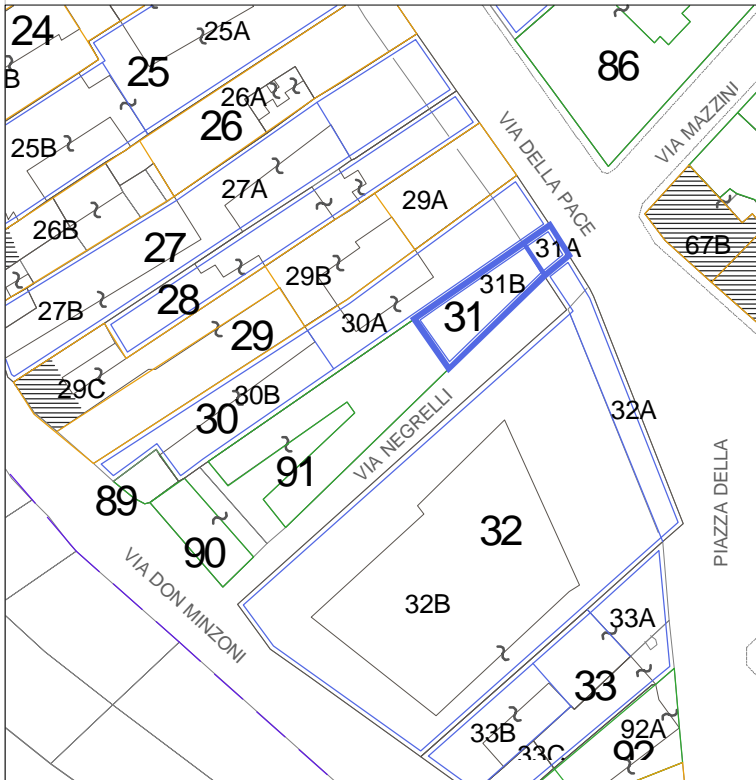 24
25A
86
B
25
26A
26
VIA MAZZINI
VIA DELLA PACE
25B
27A
29A
26B
27
67B
31A
29B
31B
28
27B
31
30A
29
29C
30B
32A
30
VIA NEGRELLI
91
89
PIAZZA DELLA
32
90
VIA DON MINZONI
32B
33A
33
33B
92A
33C
92